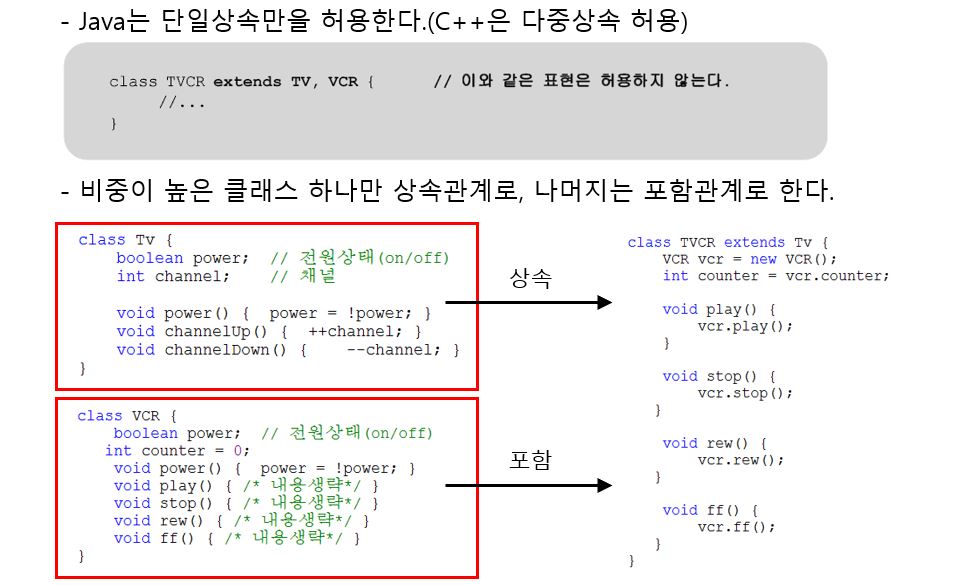 - Java는 단일상속만을 허용한다.(C++은 다중상속 허용)
class TVCR extends TV, VCR {      // 이와 같은 표현은 허용하지 않는다.
//...
}
- 비중이 높은 클래스 하나만 상속관계로, 나머지는 포함관계로 한다.
class Tv {
boolean power;  // 전원상태(on/off)
int channel;    // 채널
void power() {  power = !power; }
void channelUp() {  ++channel; }
void channelDown() {    --channel; }
}
class VCR {
boolean power;  // 전원상태(on/off)
int counter = 0;
void power() {  power = !power; }
void play() { /* 내용생략*/ }
void stop() { /* 내용생략*/ }
void rew() { /* 내용생략*/ }
void ff() { /* 내용생략*/ }
}
상속
포함
class TVCR extends Tv {
VCR vcr = new VCR();
int counter = vcr.counter;
void play() {
vcr.play();
}
void stop() {
vcr.stop();
}
void rew() {
vcr.rew();
}
void ff() {
vcr.ff();
}
}